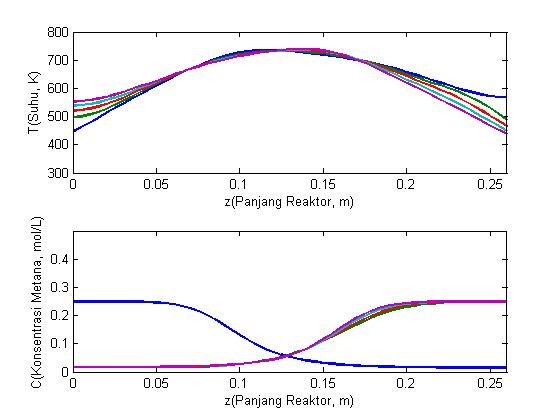 800
700
600
500
400
300
T(Suhu, K)
0 0.05 0.1 0.15 0.2 0.25
z(Panjang Reaktor, m)
0.4
0.3
0.2
0.1
0
C(Konsentrasi Metana, mol/L)
0 0.05 0.1 0.15 0.2 0.25
z(Panjang Reaktor, m)